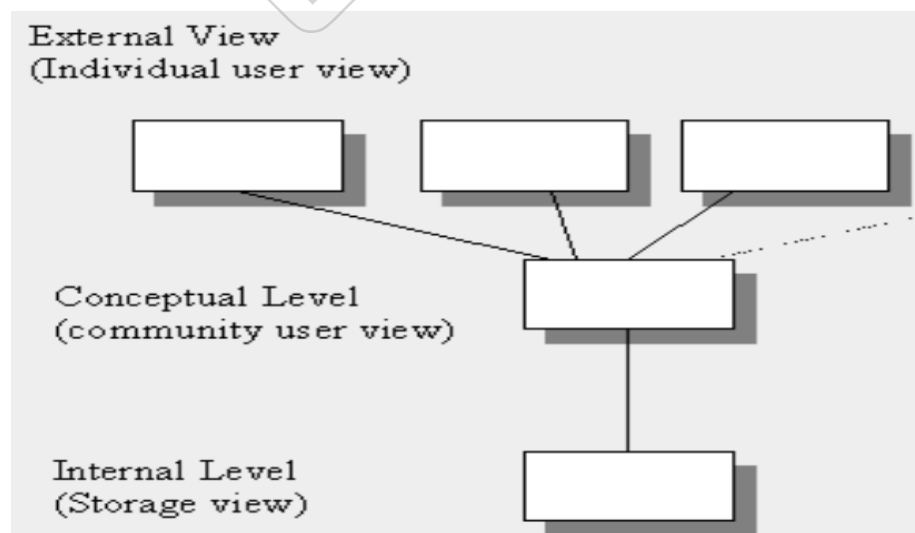 External View
(Individual user view)
Conceptual Level
(community user view)
Internal Level
(Storage view)